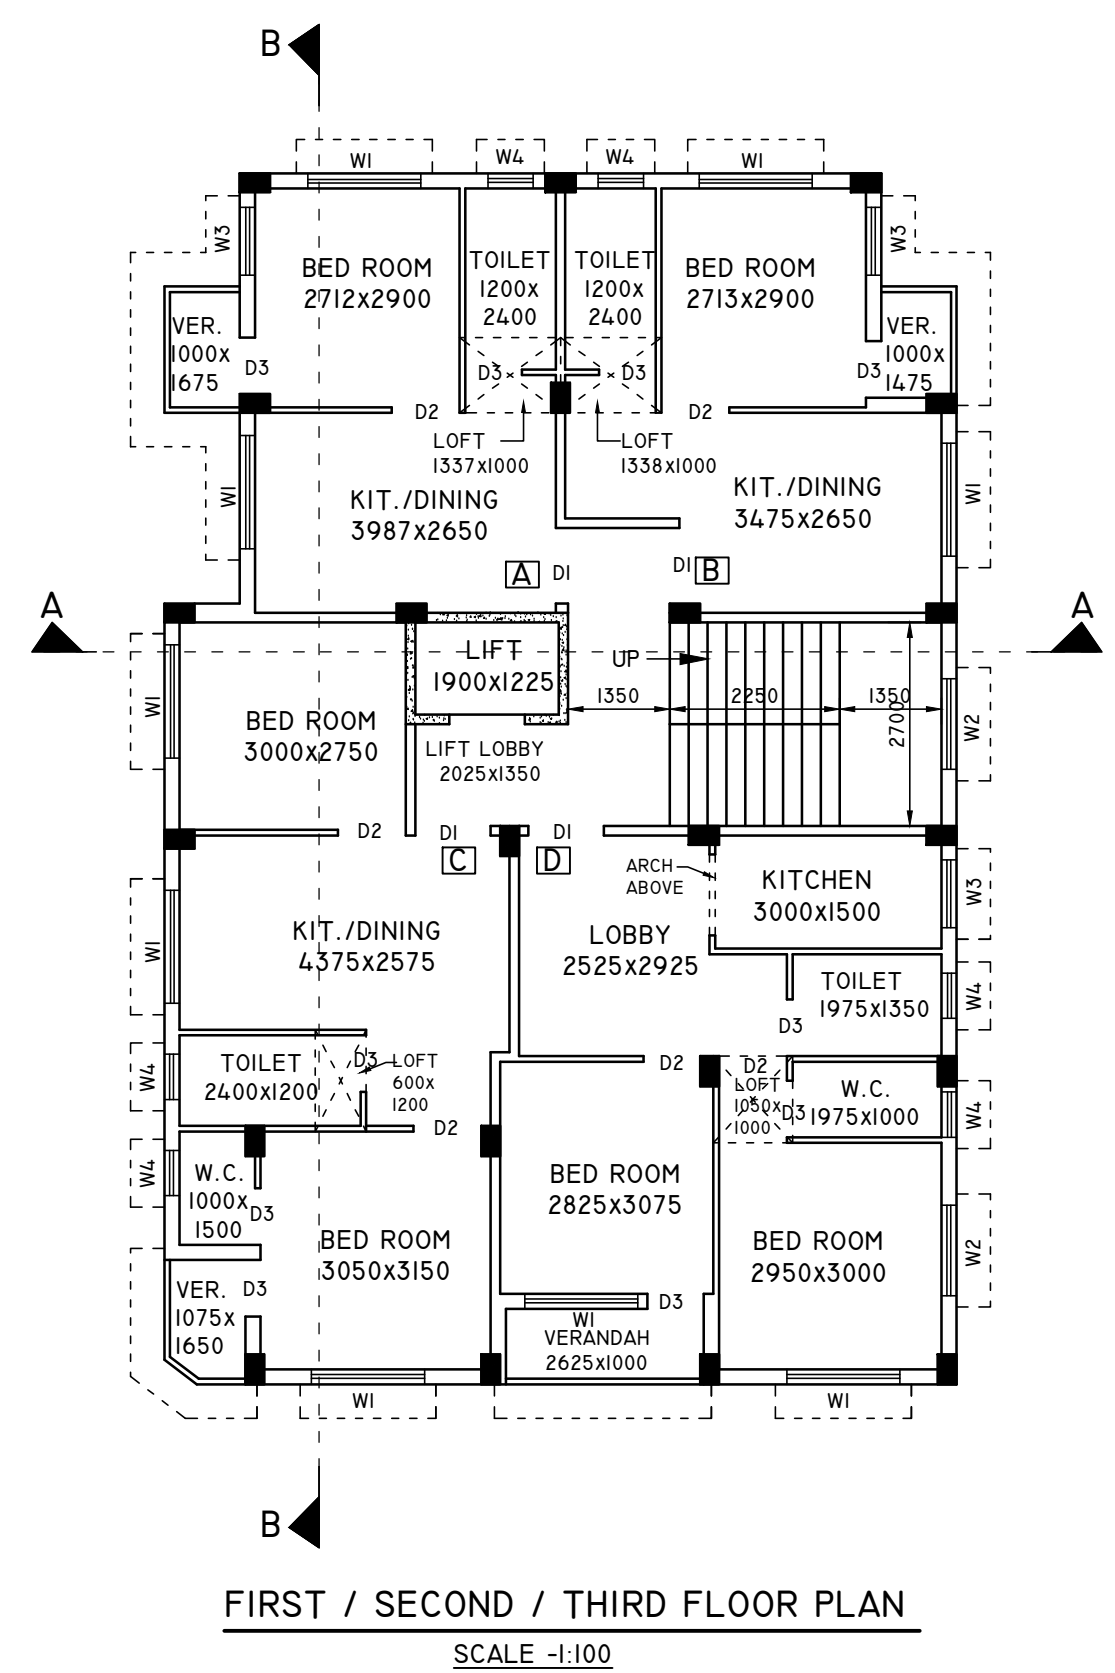 B
W1
W4
W4
W1
W3
W3
BED ROOM
2712x2900
TOILET
1200x
2400
TOILET
1200x
2400
BED ROOM
2713x2900
VER.
1000x
1675
D3
D3
D3
D3
VER.
1000x
1475
D2
D2
LOFT
1337x1000
LOFT
1338x1000
W1
KIT./DINING
3987x2650
KIT./DINING
3475x2650
W1
A
D1
D1
B
A
A
LIFT
1900x1225
UP
1350
2250
1350
2700
W1
BED ROOM
3000x2750
W2
LIFT LOBBY
2025x1350
D2
D1
D1
C
D
ARCH
ABOVE
KITCHEN
3000x1500
W3
W1
KIT./DINING
4375x2575
LOBBY
2525x2925
TOILET
1975x1350
W4
D3
W4
TOILET
2400x1200
D3
LOFT
600x
1200
D2
D2
LOFT
1050x
1000
D3
W.C.
1975x1000
W4
D2
W4
W.C.
1000x
1500
D3
BED ROOM
2825x3075
BED ROOM
3050x3150
BED ROOM
2950x3000
W2
VER.
1075x
1650
D3
D3
W1
VERANDAH
2625x1000
W1
W1
B
FIRST / SECOND / THIRD FLOOR PLAN
SCALE -1:100